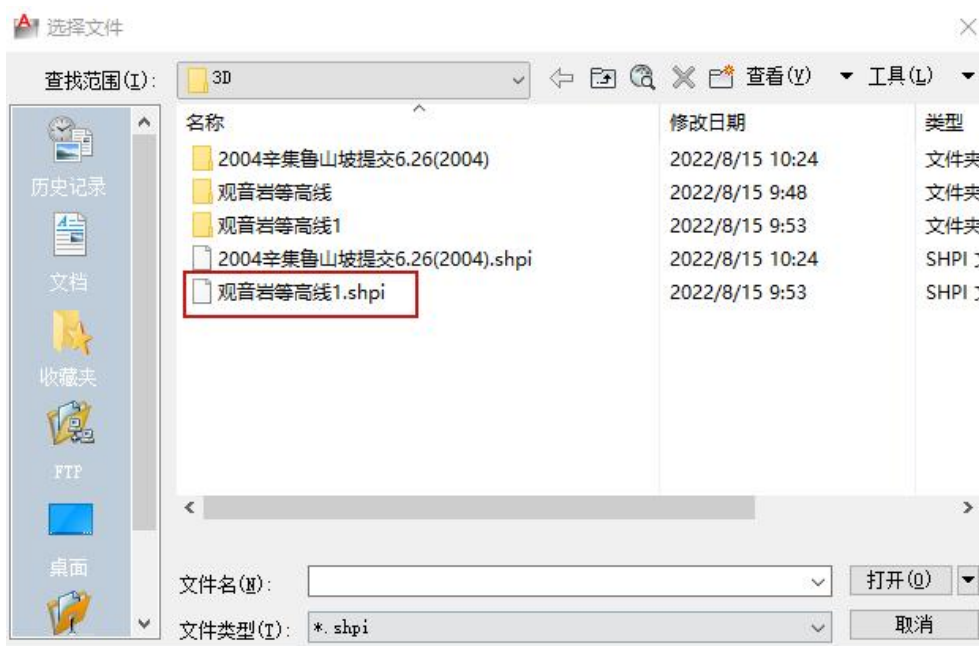 选择文件
查找范围(I):
3D
查看(V)
工具(L)
名称
修改日期
类型
2004辛集鲁山坡提交6.26(2004)
2022/8/15 10:24
文件夹
观音岩等高线
2022/8/15 9:48
文件夹
观音岩等高线1
2022/8/15 9:53
文件夹
2004辛集鲁山坡提交6.26(2004).shpi
2022/8/15 10:24
SHPI
观音岩等高线1.shpi
2022/8/15 9:53
SHPI
历史记录
文档
收藏夹
FTP
桌面
文件名(N):
打开(O)
文件类型(T):
*.shpi
取消